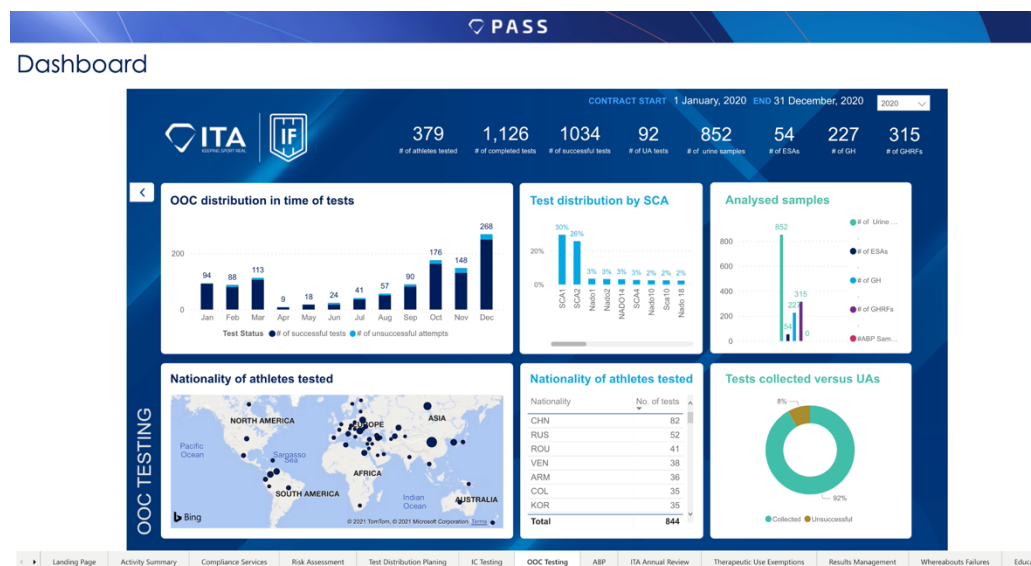 PASS
Dashboard
CONTRACT START 1 January, 2020 END 31 December, 2020 2020
ITA
KEEPING SPORT REAL
IF
379 1,126 1034 92 852 54 227 315
# of athletes tested # of completed tests # of successful tests # of UA tests # of urine samples # of ESAs # of GH # of GHRFs
OOC distribution in time of tests
200
0
94 88 113 9 18 24 41 57 90 176 148 268
Jan Feb Mar Apr May Jun Jul Aug Sep Oct Nov Dec
Test Status # of successful tests # of unsuccessful attempts
Test distribution by SCA
20%
0%
30% 26% 3% 3% 3% 3% 2% 2% 2%
SCA1 SCA2 Nado1 Nado2 NADO14 SCA4 Nado10 Sca10 Nado 18
Analysed samples
800
600
400
200
0
852 54 227 315 0
# of Urine ...
# of ESAs
# of GH
# of GHRFs
#ABP Sam...
OOC TESTING
Nationality of athletes tested
NORTH AMERICA
EUROPE
ASIA
Pacific
Ocean
Sargasso
Sea
AFRICA
SOUTH AMERICA
Indian
Ocean
AUSTRALIA
Bing
© 2021 TomTom, © 2021 Microsoft Corporation Terms
Nationality of athletes tested
Nationality No. of tests
CHN 82
RUS 52
ROU 41
VEN 38
ARM 36
COL 35
KOR 35
Total 844
Tests collected versus UAs
8%
92%
Collected Unsuccessful
Landing Page Activity Summary Compliance Services Risk Assessment Test Distribution Planing IC Testing OOC Testing ABP ITA Annual Review Therapeutic Use Exemptions Results Management Whereabouts Failures Educ